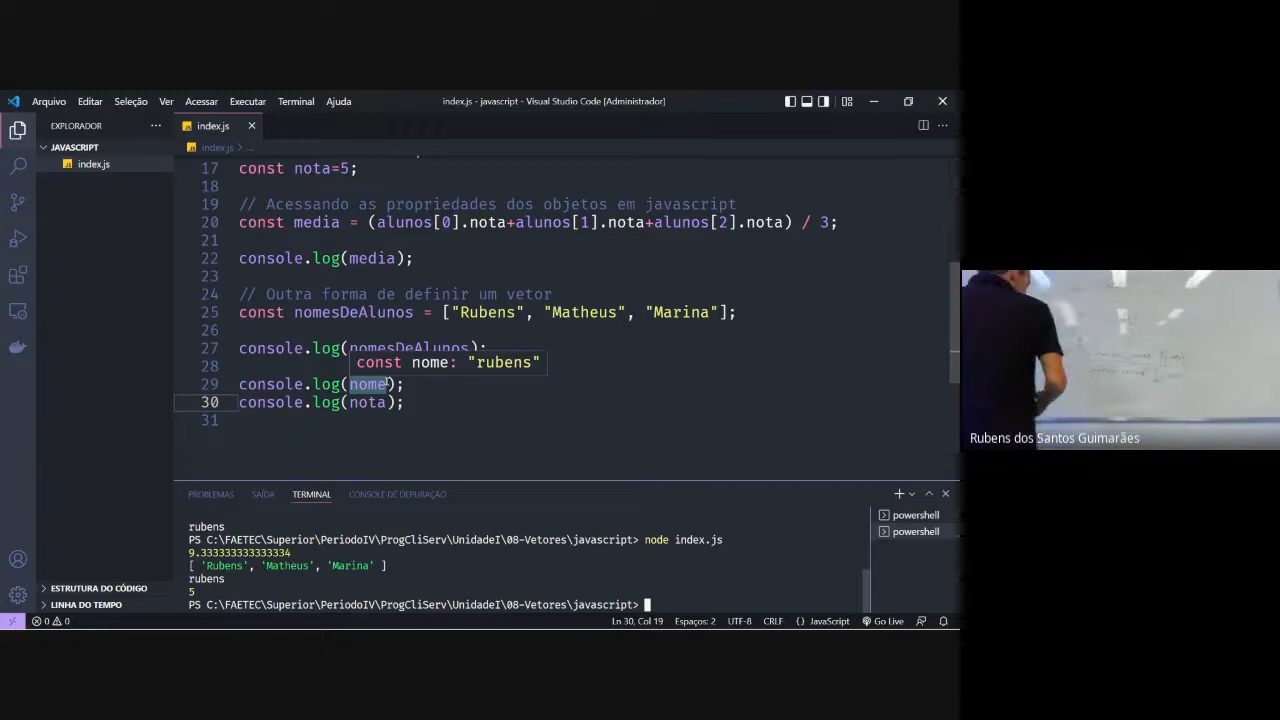 Arquivo Editar Seleção Ver Acessar Executar Terminal Ajuda
index.js - javascript - Visual Studio Code [Administrador]
EXPLORADOR
JAVASCRIPT
index.js
index.js
index.js > ...
17 const nota=5;
18
19 // Acessando as propriedades dos objetos em javascript
20 const media = (alunos[0].nota+alunos[1].nota+alunos[2].nota) / 3;
21
22 console.log(media);
23
24 // Outra forma de definir um vetor
25 const nomesDeAlunos = ["Rubens", "Matheus", "Marina"];
26
27 console.log(nomesDeAlunos);
28
const nome: "rubens"
29 console.log(nome);
30 console.log(nota);
31
PROBLEMAS SAÍDA TERMINAL CONSOLE DE DEPURAÇÃO
rubens
PS C:\FAETEC\Superior\PeriodoIV\ProgCliServ\UnidadeI\08-Vetores\javascript> node index.js
9.333333333333334
[ 'Rubens', 'Matheus', 'Marina' ]
rubens
5
PS C:\FAETEC\Superior\PeriodoIV\ProgCliServ\UnidadeI\08-Vetores\javascript>
powershell
powershell
ESTRUTURA DO CÓDIGO
LINHA DO TEMPO
0 0
Ln 30, Col 19 Espaços: 2 UTF-8 CRLF {} JavaScript Go Live
Rubens dos Santos Guimarães